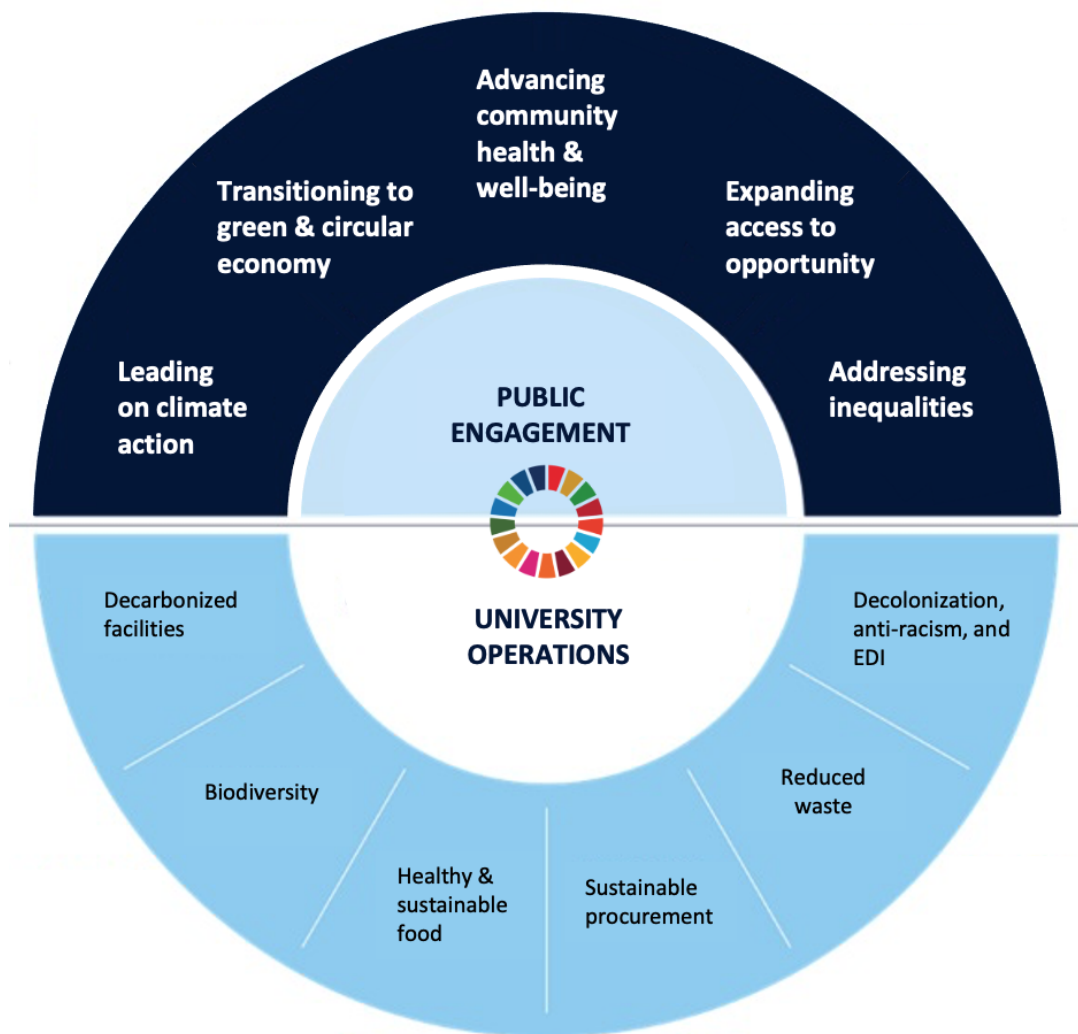 Advancing
community
health &
well-being
Transitioning to
green & circular
economy
Expanding
access to
opportunity
Leading
on climate
action
Addressing
inequalities
PUBLIC
ENGAGEMENT
UNIVERSITY
OPERATIONS
Decarbonized
facilities
Decolonization,
anti-racism, and
EDI
Biodiversity
Reduced
waste
Healthy &
sustainable
food
Sustainable
procurement